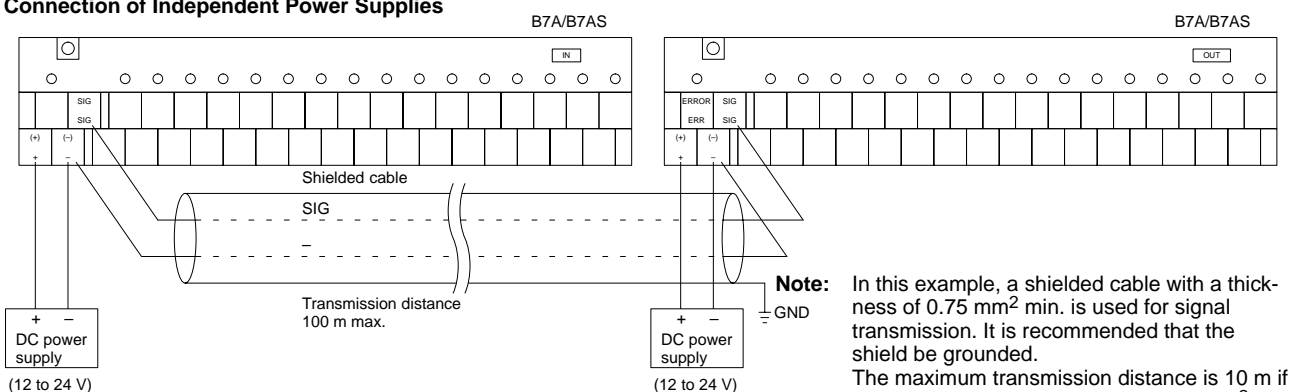 Connection of Independent Power Supplies
B7A/B7AS
IN
SIG
SIG
(+) (–)
+ –
B7A/B7AS
OUT
ERROR SIG
ERR SIG
(+) (–)
+ –
Shielded cable
SIG
–
Transmission distance
100 m max.
+ –
DC power
supply
(12 to 24 V)
+ –
DC power
supply
(12 to 24 V)
GND
Note: In this example, a shielded cable with a thick-
ness of 0.75 mm2 min. is used for signal
transmission. It is recommended that the
shield be grounded.
The maximum transmission distance is 10 m if